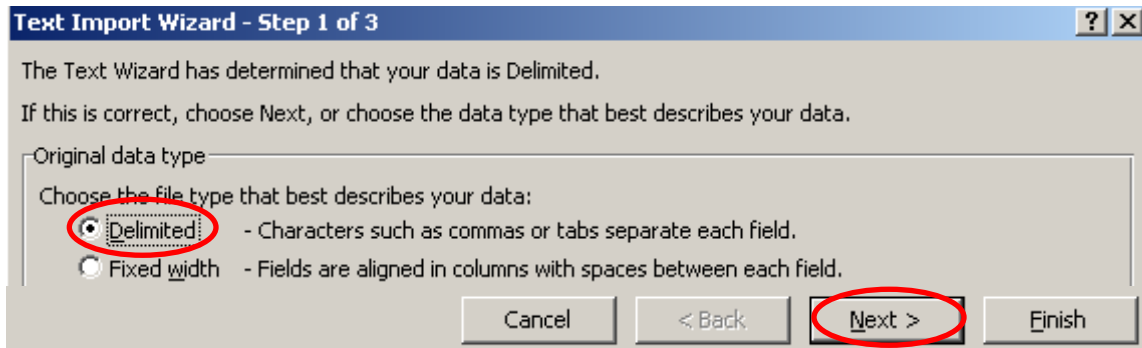 Text Import Wizard - Step 1 of 3
The Text Wizard has determined that your data is Delimited.
If this is correct, choose Next, or choose the data type that best describes your data.
Original data type
Choose the file type that best describes your data:
Delimited - Characters such as commas or tabs separate each field.
Fixed width - Fields are aligned in columns with spaces between each field.
Cancel < Back Next > Finish